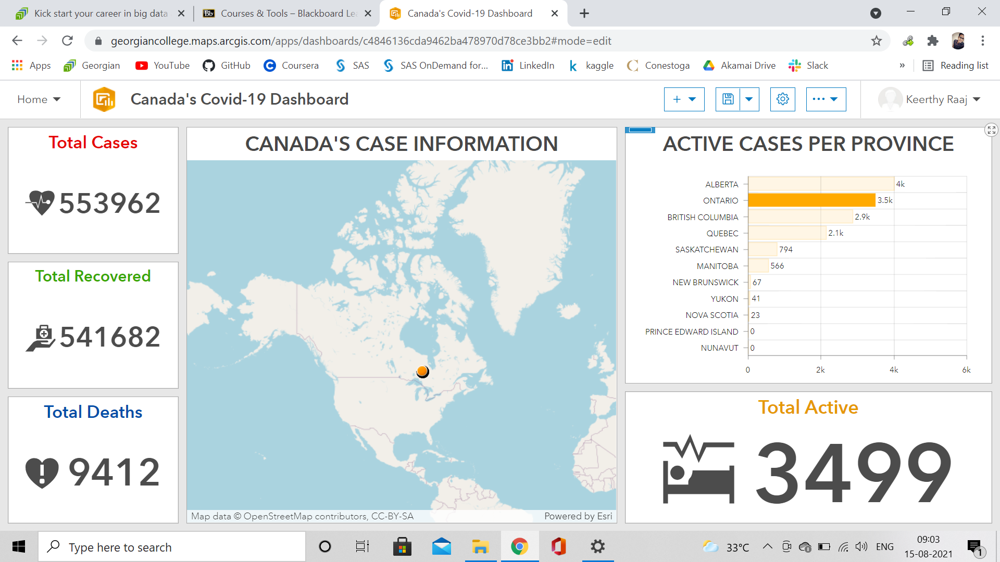 Kick start your career in big data
Courses & Tools – Blackboard Lea
Canada's Covid-19 Dashboard
georgiancollege.maps.arcgis.com/apps/dashboards/c4846136cda9462ba478970d78ce3bb2#mode=edit
Apps
Georgian
YouTube
GitHub
Coursera
SAS
SAS OnDemand for...
LinkedIn
kaggle
Conestoga
Akamai Drive
Slack
»
Reading list
Home
Canada's Covid-19 Dashboard
Keerthy Raaj
Total Cases
553962
Total Recovered
541682
Total Deaths
9412
CANADA'S CASE INFORMATION
Map data © OpenStreetMap contributors, CC-BY-SA
Powered by Esri
ACTIVE CASES PER PROVINCE
ALBERTA 4k
ONTARIO 3.5k
BRITISH COLUMBIA 2.9k
QUEBEC 2.1k
SASKATCHEWAN 794
MANITOBA 566
NEW BRUNSWICK 67
YUKON 41
NOVA SCOTIA 23
PRINCE EDWARD ISLAND 0
NUNAVUT 0
0 2k 4k 6k
Total Active
3499
Type here to search
33°C
ENG
09:03
15-08-2021
1